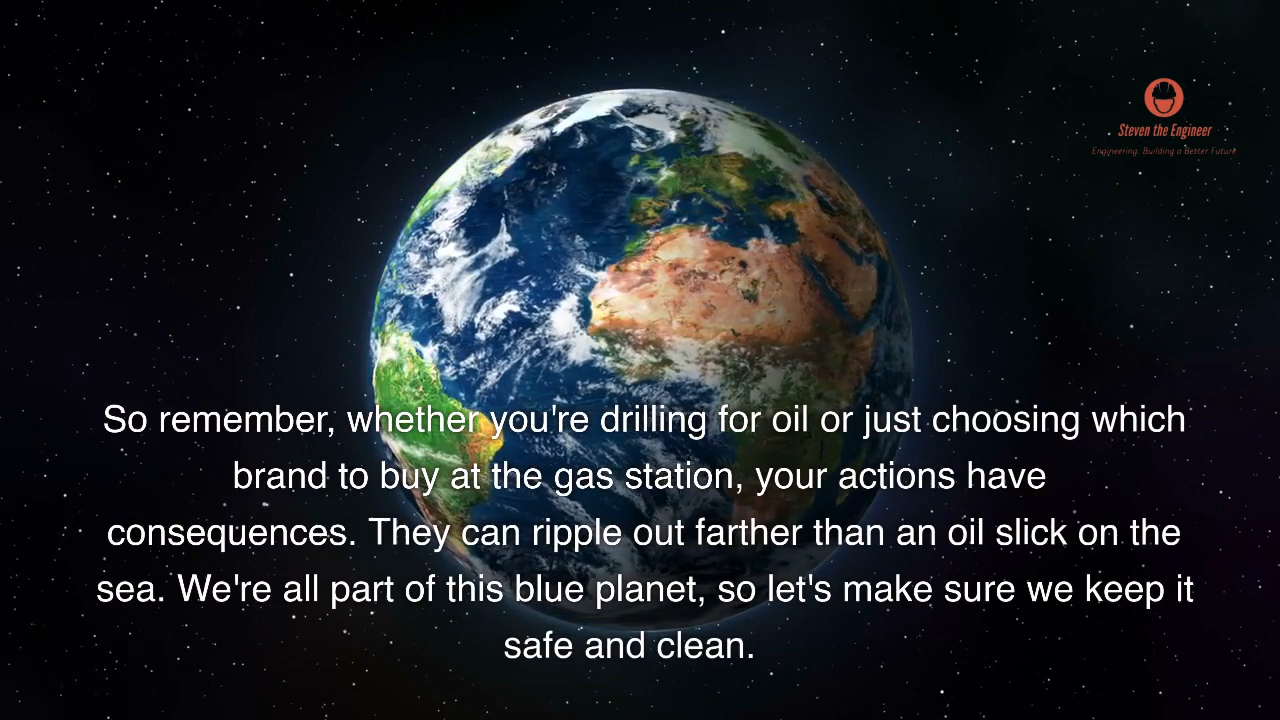 Steven the Engineer
Engineering: Building a Better Future
So remember, whether you're drilling for oil or just choosing which
brand to buy at the gas station, your actions have
consequences. They can ripple out farther than an oil slick on the
sea. We're all part of this blue planet, so let's make sure we keep it
safe and clean.